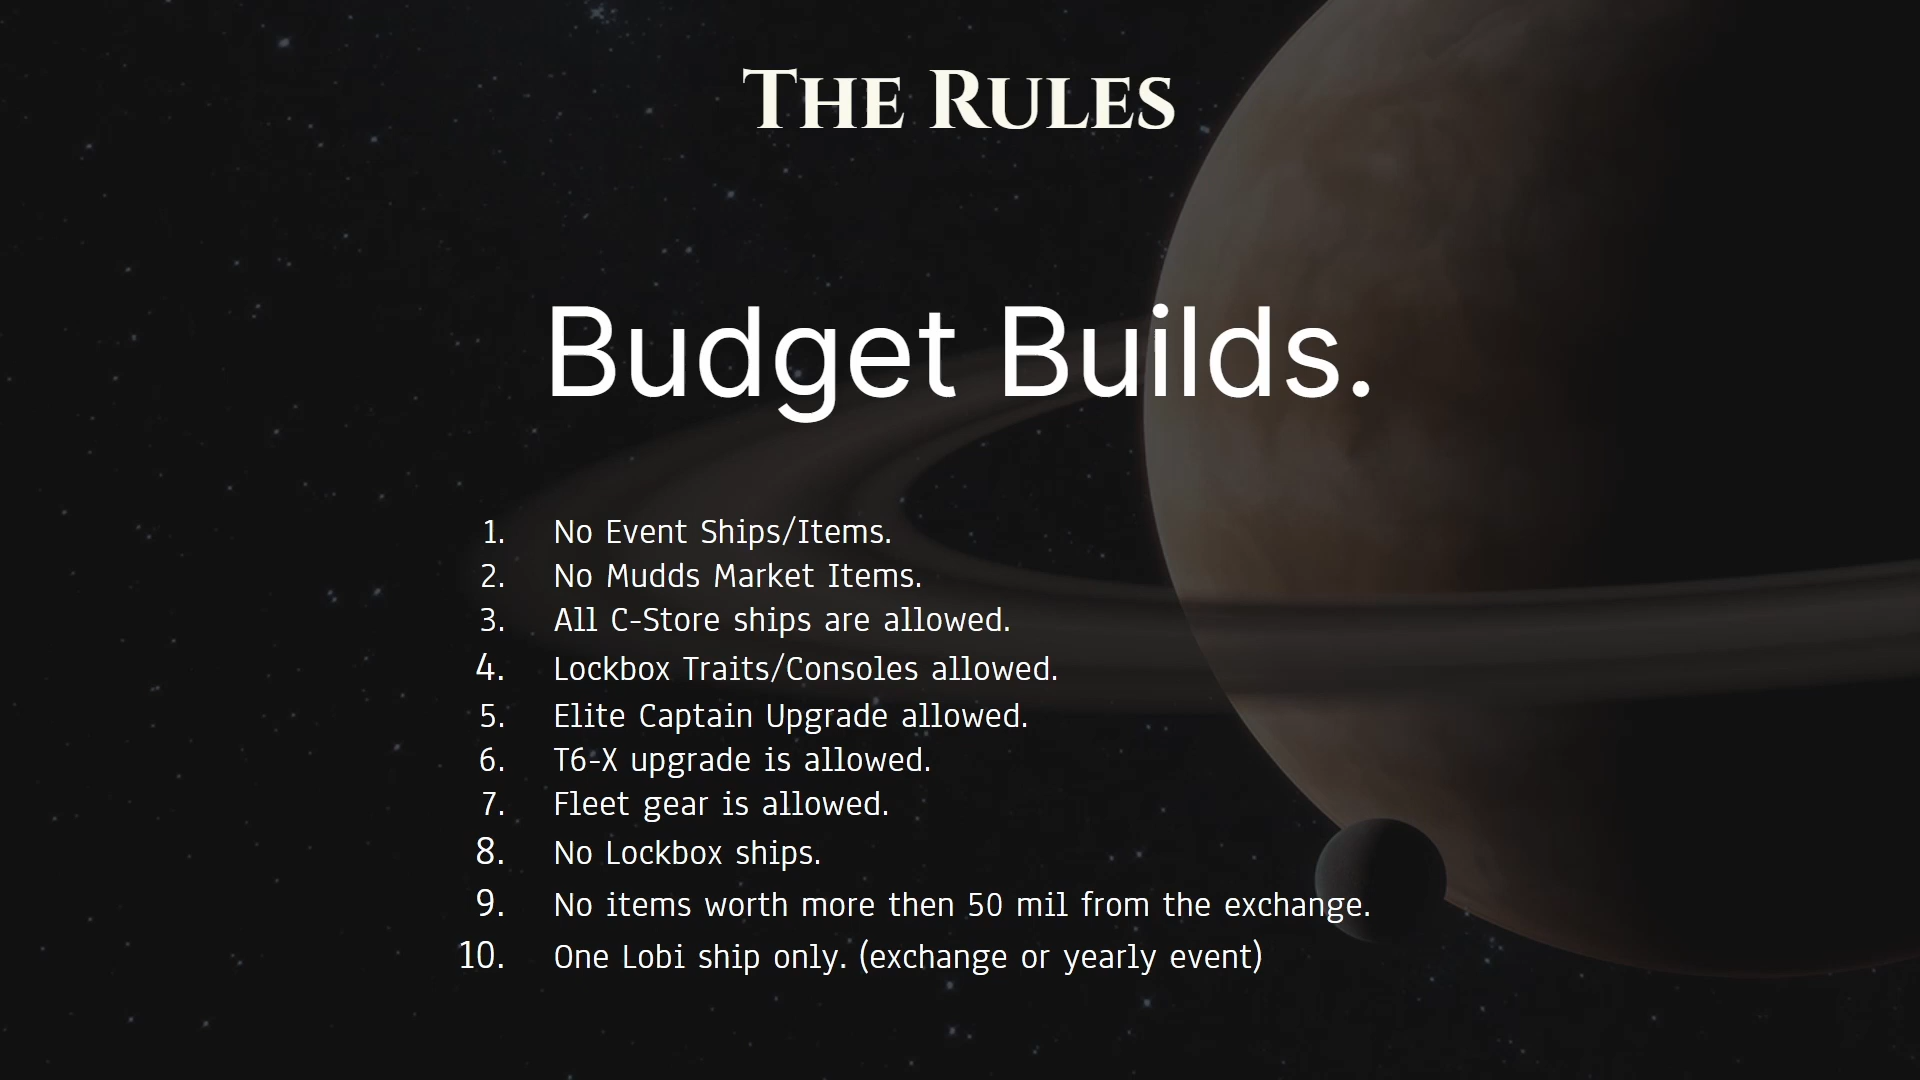 The Rules
Budget Builds.
1. No Event Ships/Items.
2. No Mudds Market Items.
3. All C-Store ships are allowed.
4. Lockbox Traits/Consoles allowed.
5. Elite Captain Upgrade allowed.
6. T6-X upgrade is allowed.
7. Fleet gear is allowed.
8. No Lockbox ships.
9. No items worth more then 50 mil from the exchange.
10. One Lobi ship only. (exchange or yearly event)